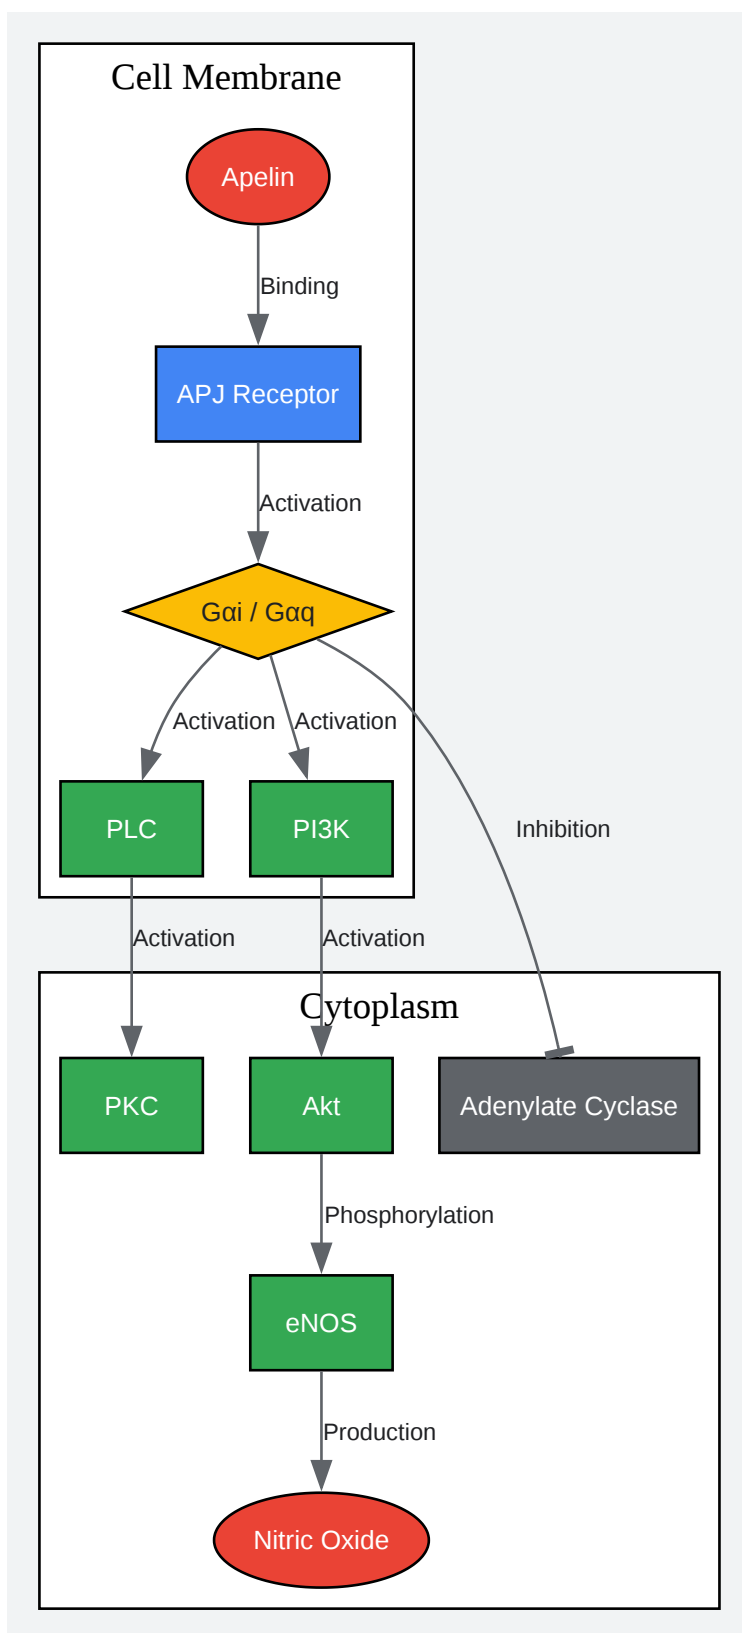 Cell Membrane
Apelin
Binding
APJ Receptor
Activation
Gαi / Gαq
Activation
Activation
PLC
PI3K
Inhibition
Activation
Activation
Cytoplasm
PKC
Akt
Adenylate Cyclase
Phosphorylation
eNOS
Production
Nitric Oxide